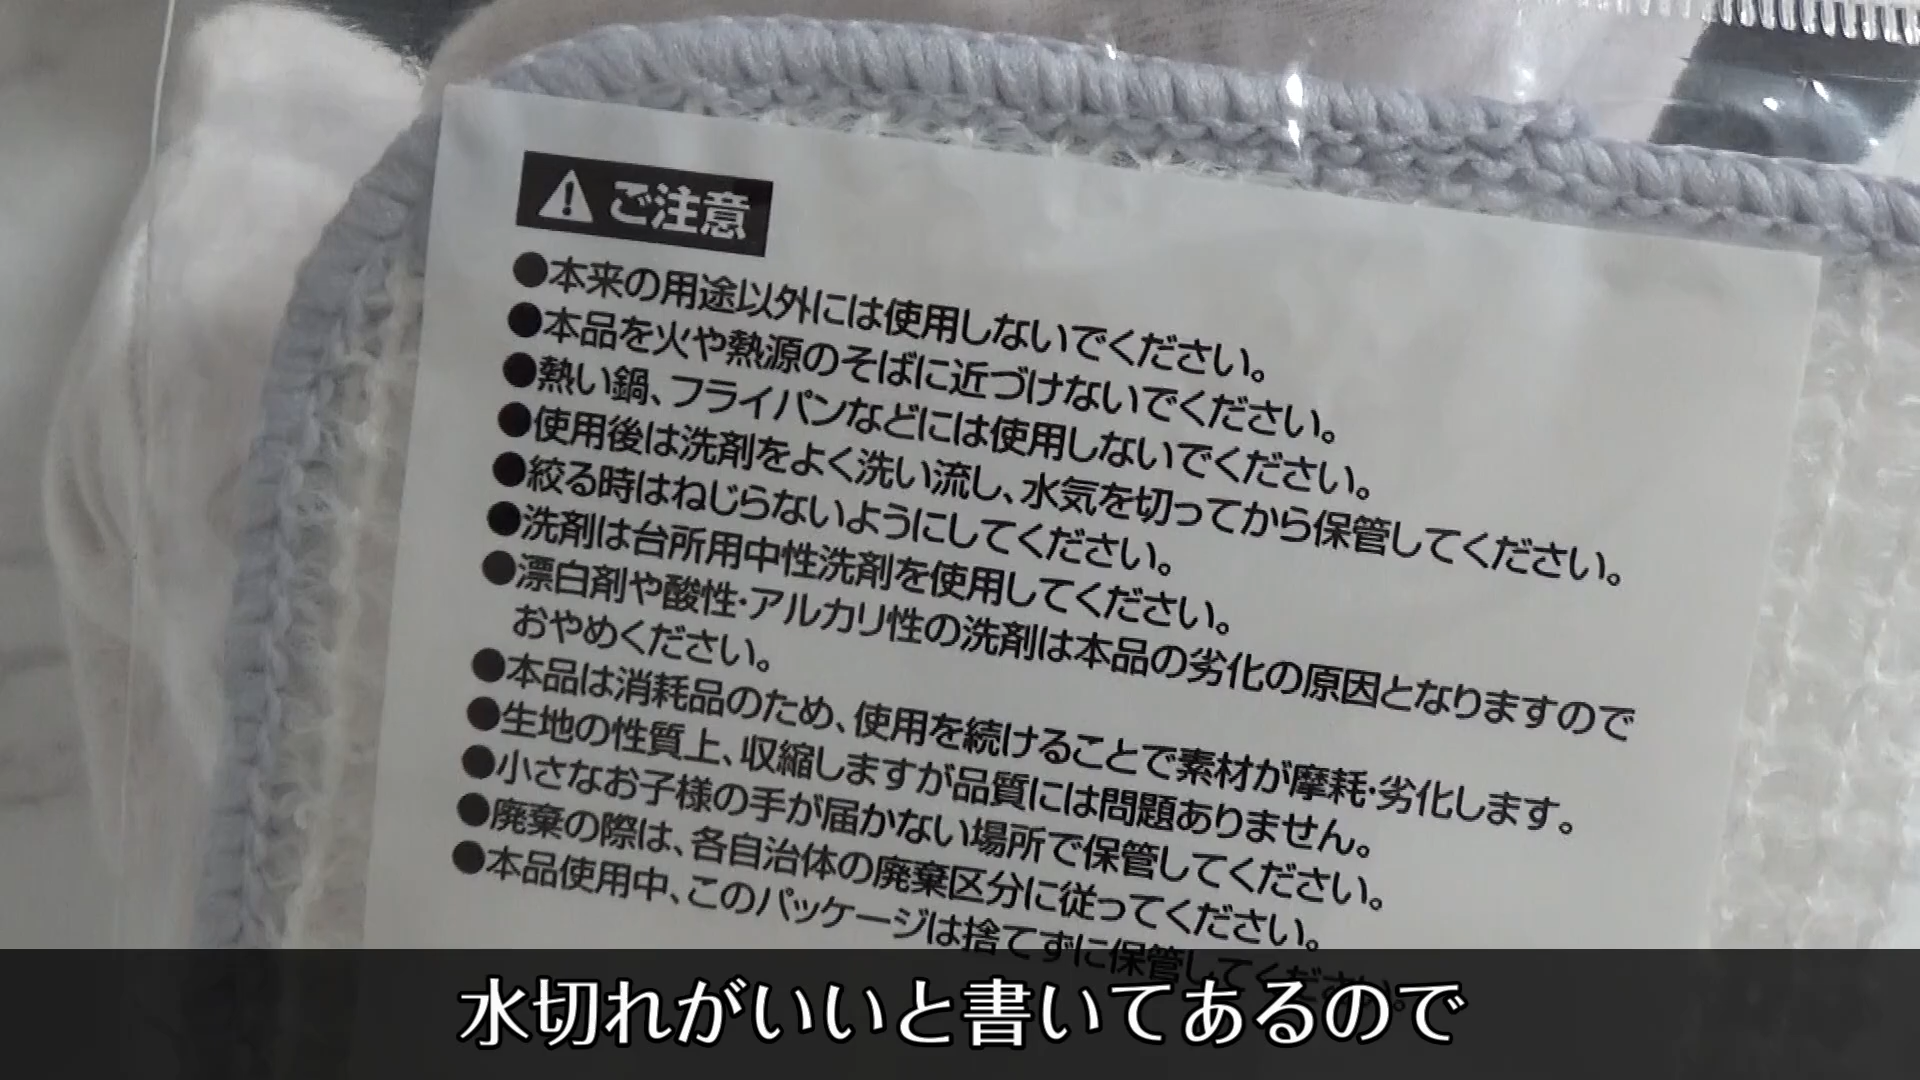 ご注意
●本来の用途以外には使用しないでください。
●本品を火や熱源のそばに近づけないでください。
●熱い鍋、フライパンなどには使用しないでください。
●使用後は洗剤をよく洗い流し、水気を切ってから保管してください。
●絞る時はねじらないようにしてください。
●洗剤は台所用中性洗剤を使用してください。
●漂白剤や酸性・アルカリ性の洗剤は本品の劣化の原因となりますので
おやめください。
●本品は消耗品のため、使用を続けることで素材が摩耗・劣化します。
●生地の性質上、収縮しますが品質には問題ありません。
●小さなお子様の手が届かない場所で保管してください。
●廃棄の際は、各自治体の廃棄区分に従ってください。
●本品使用中、このパッケージは捨てずに保管してください。
水切れがいいと書いてあるので